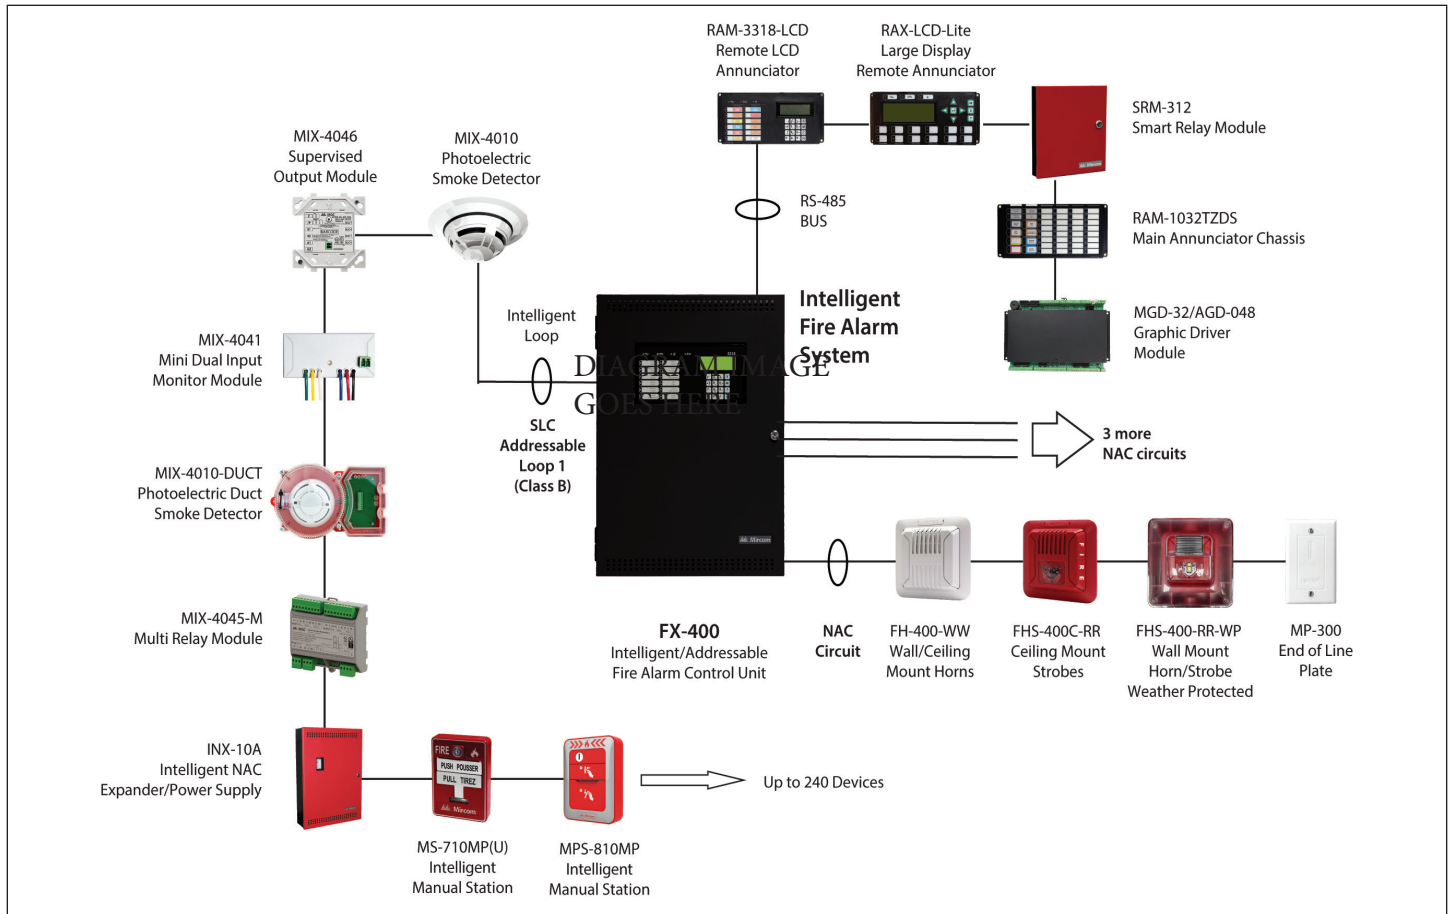 RAM-3318-LCD
Remote LCD
Annunciator
RAX-LCD-Lite
Large Display
Remote Annunciator
SRM-312
Smart Relay Module
MIX-4046
Supervised
Output Module
MIX-4010
Photoelectric
Smoke Detector
RS-485
BUS
RAM-1032TZDS
Main Annunciator Chassis
Intelligent
Fire Alarm
System
MGD-32/AGD-048
Graphic Driver
Module
Intelligent
Loop
MIX-4041
Mini Dual Input
Monitor Module
DIAGRAM IMAGE
GOES HERE
SLC
Addressable
Loop 1
(Class B)
3 more
NAC circuits
MIX-4010-DUCT
Photoelectric Duct
Smoke Detector
Mircom
FIRE
MIX-4045-M
Multi Relay Module
FX-400
Intelligent/Addressable
Fire Alarm Control Unit
NAC
Circuit
FH-400-WW
Wall/Ceiling
Mount Horns
FHS-400C-RR
Ceiling Mount
Strobes
FHS-400-RR-WP
Wall Mount
Horn/Strobe
Weather Protected
MP-300
End of Line
Plate
INX-10A
Intelligent NAC
Expander/Power Supply
FIRE
PUSH POUSSER
PULL TIREZ
Mircom
Up to 240 Devices
MS-710MP(U)
Intelligent
Manual Station
MPS-810MP
Intelligent
Manual Station